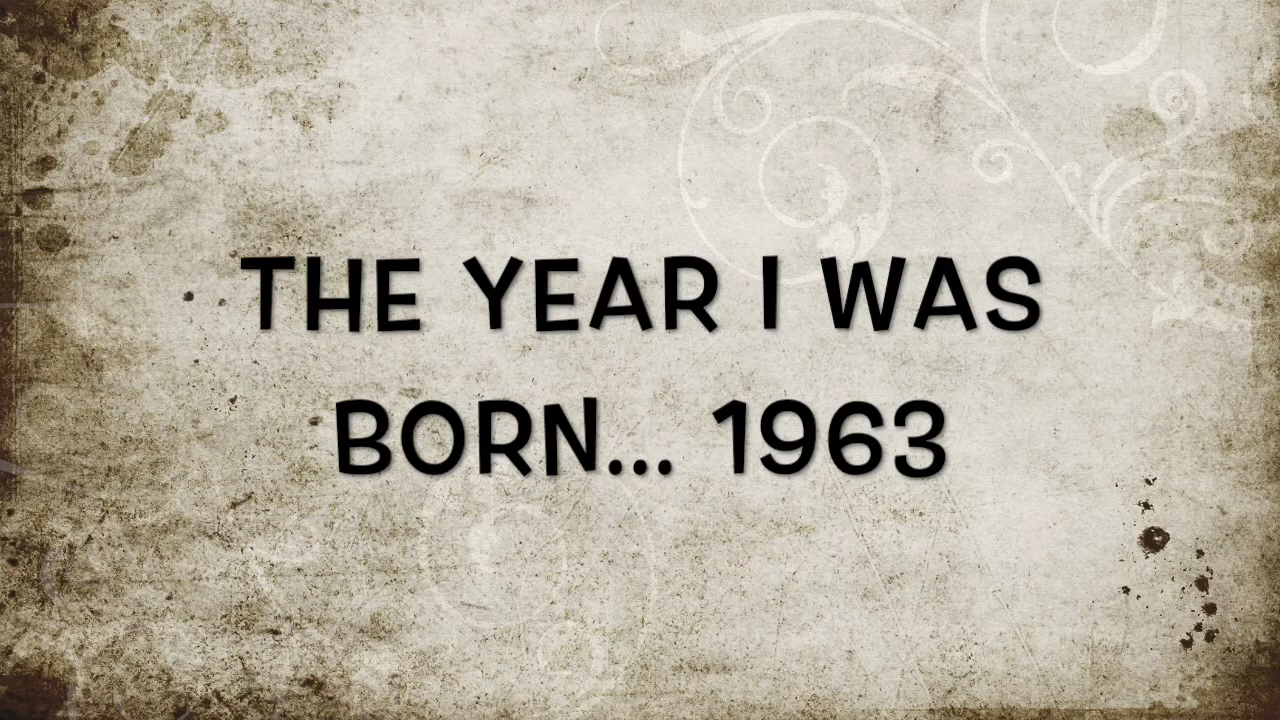 THE YEAR I WAS
BORN... 1963